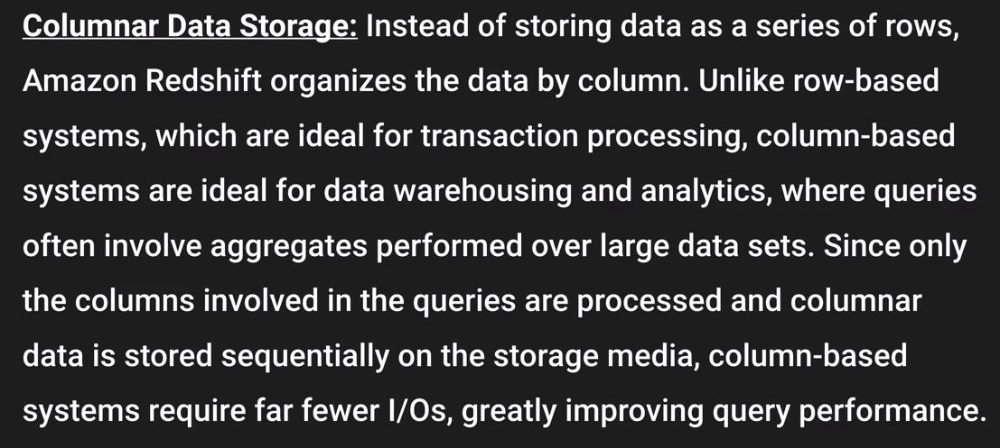 Columnar Data Storage: Instead of storing data as a series of rows,
Amazon Redshift organizes the data by column. Unlike row-based
systems, which are ideal for transaction processing, column-based
systems are ideal for data warehousing and analytics, where queries
often involve aggregates performed over large data sets. Since only
the columns involved in the queries are processed and columnar
data is stored sequentially on the storage media, column-based
systems require far fewer I/Os, greatly improving query performance.